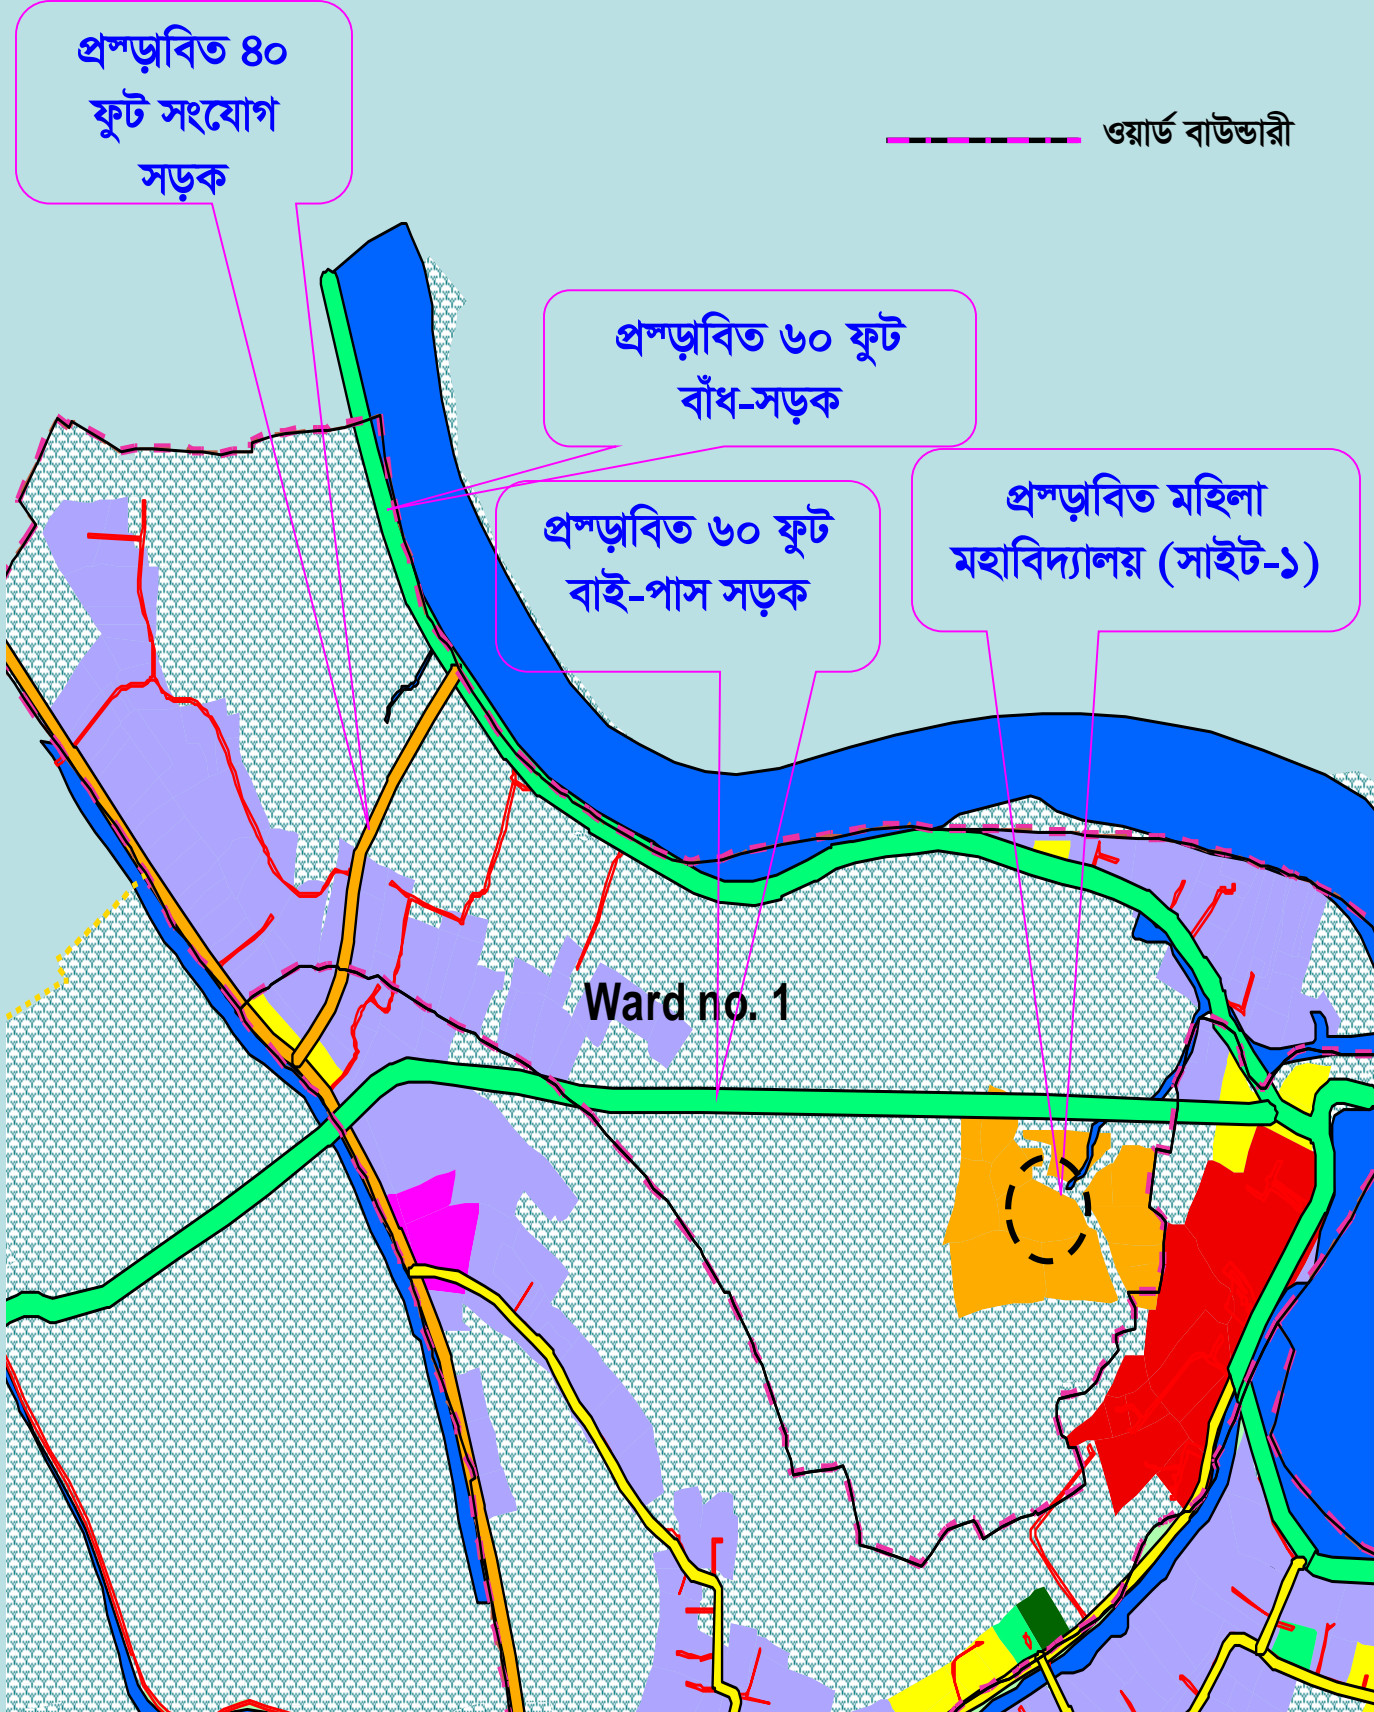 প্রস্ড়াবিত ৪০
ফুট সংযোগ
সড়ক
ওয়ার্ড বাউন্ডারী
প্রস্ড়াবিত ৬০ ফুট
বাঁধ-সড়ক
প্রস্ড়াবিত ৬০ ফুট
বাই-পাস সড়ক
প্রস্ড়াবিত মহিলা
মহাবিদ্যালয় (সাইট-১)
Ward no. 1